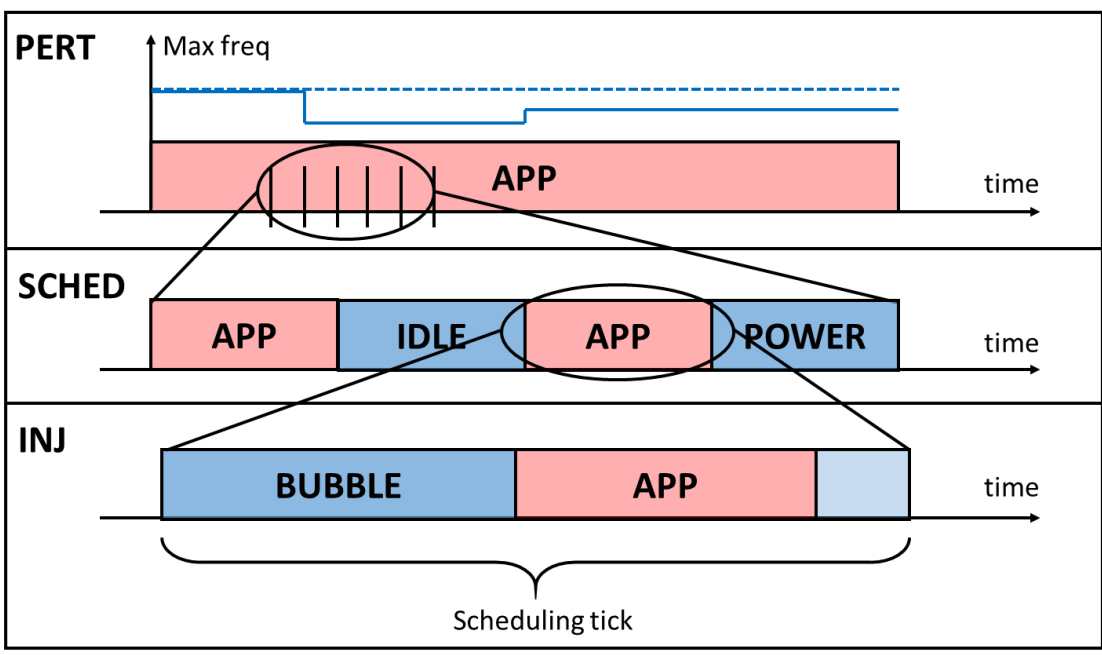 PERT
Max freq
APP
time
SCHED
APP
IDLE
APP
POWER
time
INJ
BUBBLE
APP
time
Scheduling tick